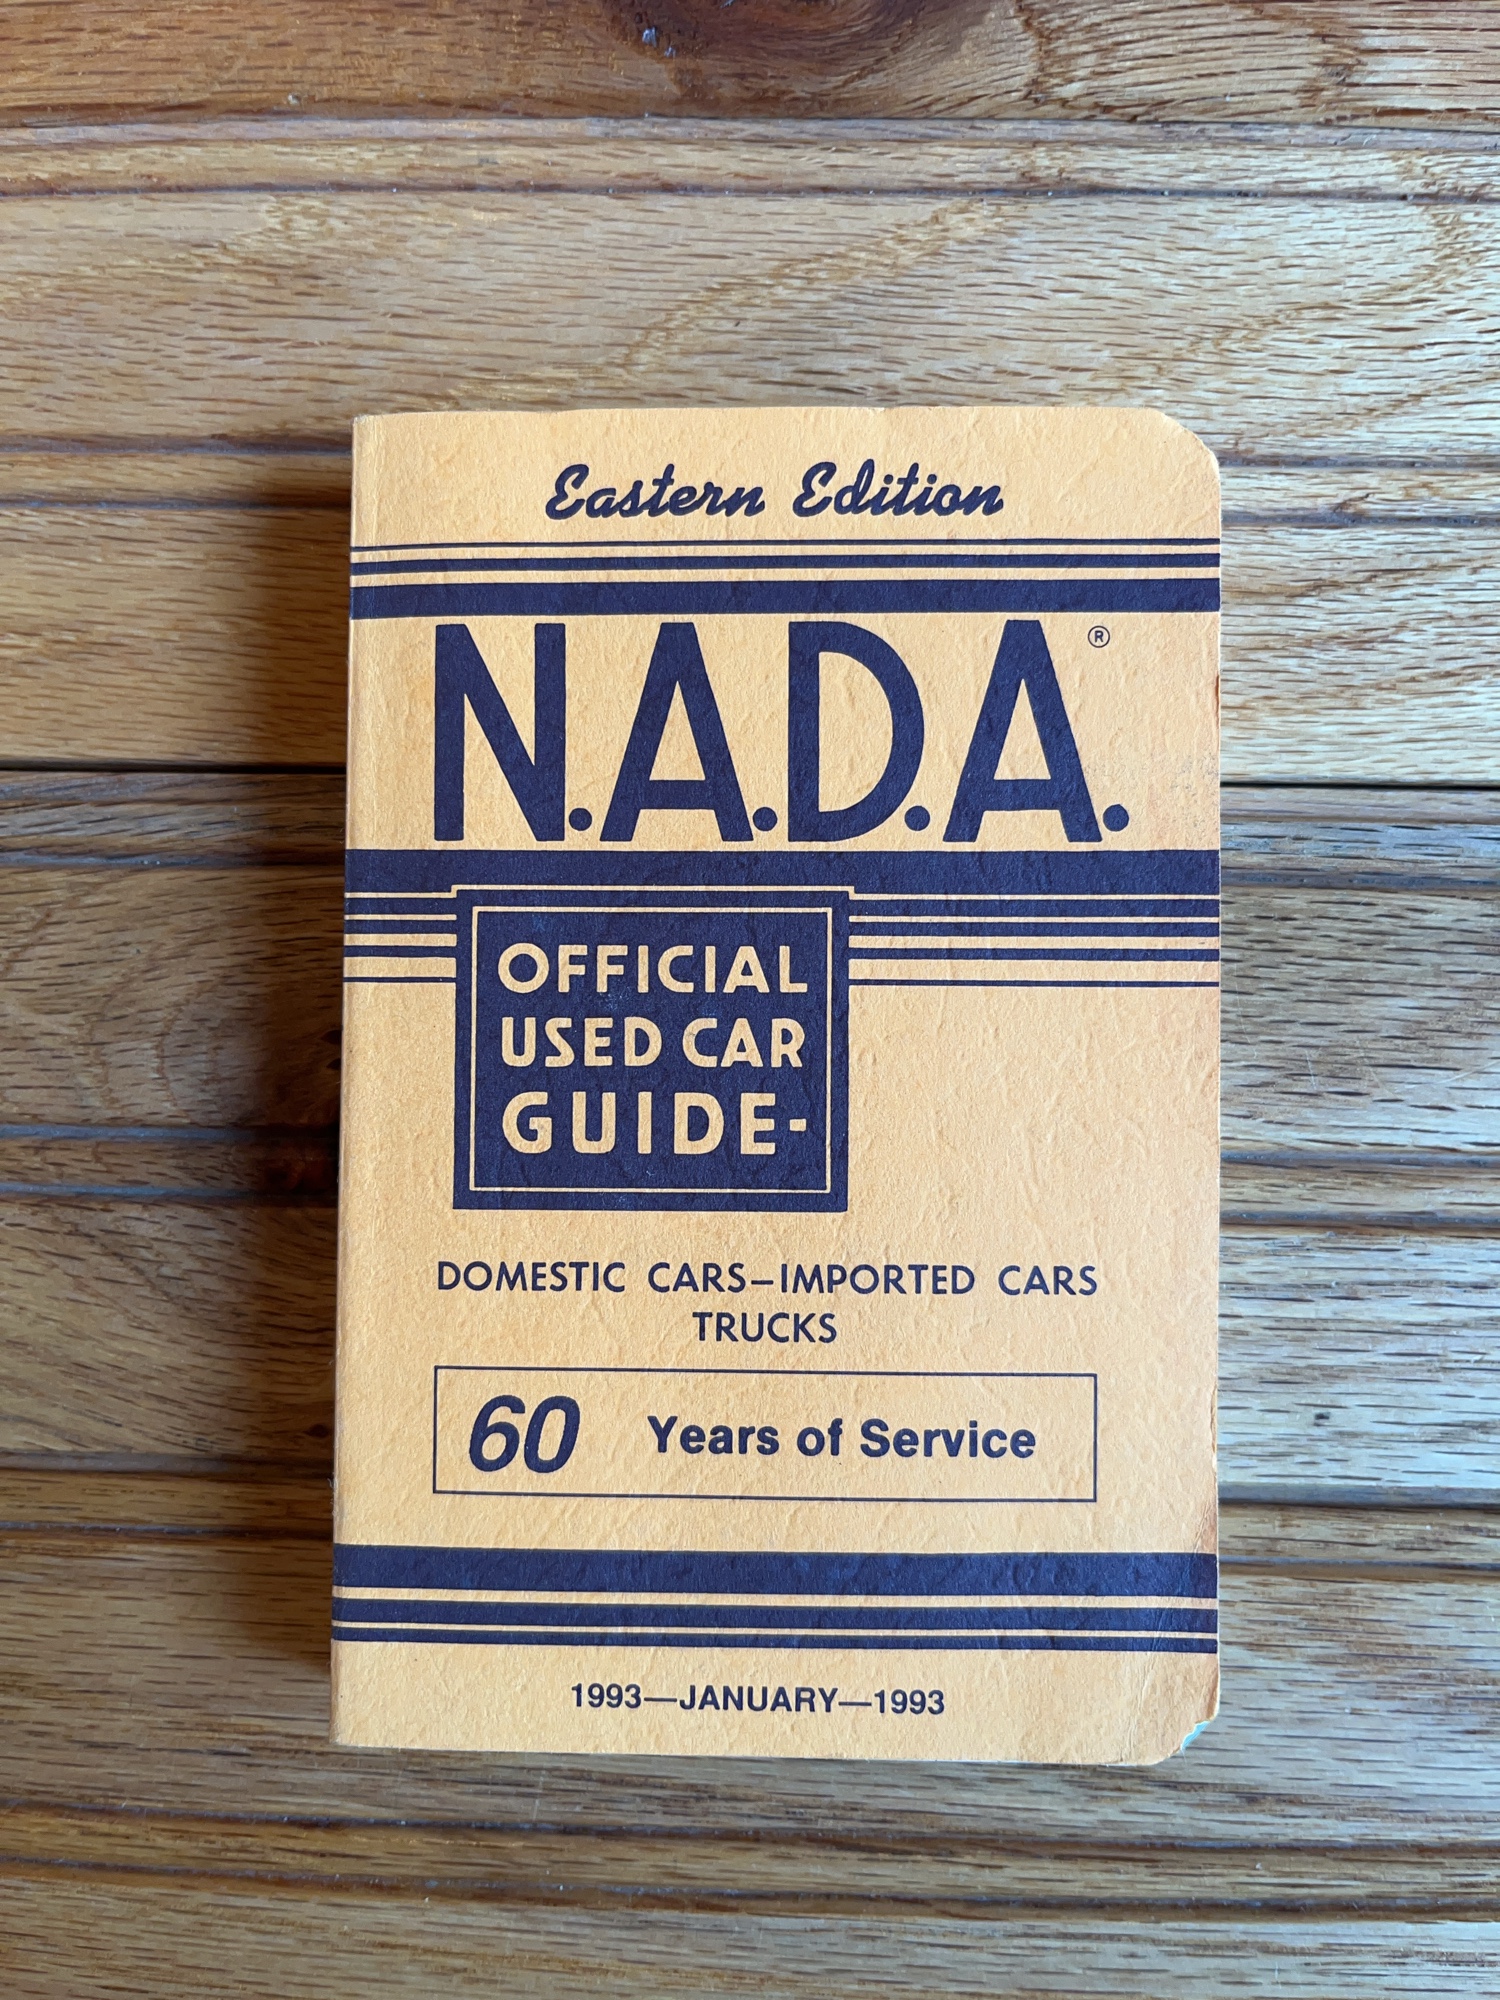 Eastern Edition
N.A.D.A.®
OFFICIAL
USED CAR
GUIDE-
DOMESTIC CARS–IMPORTED CARS
TRUCKS
60 Years of Service
1993—JANUARY—1993